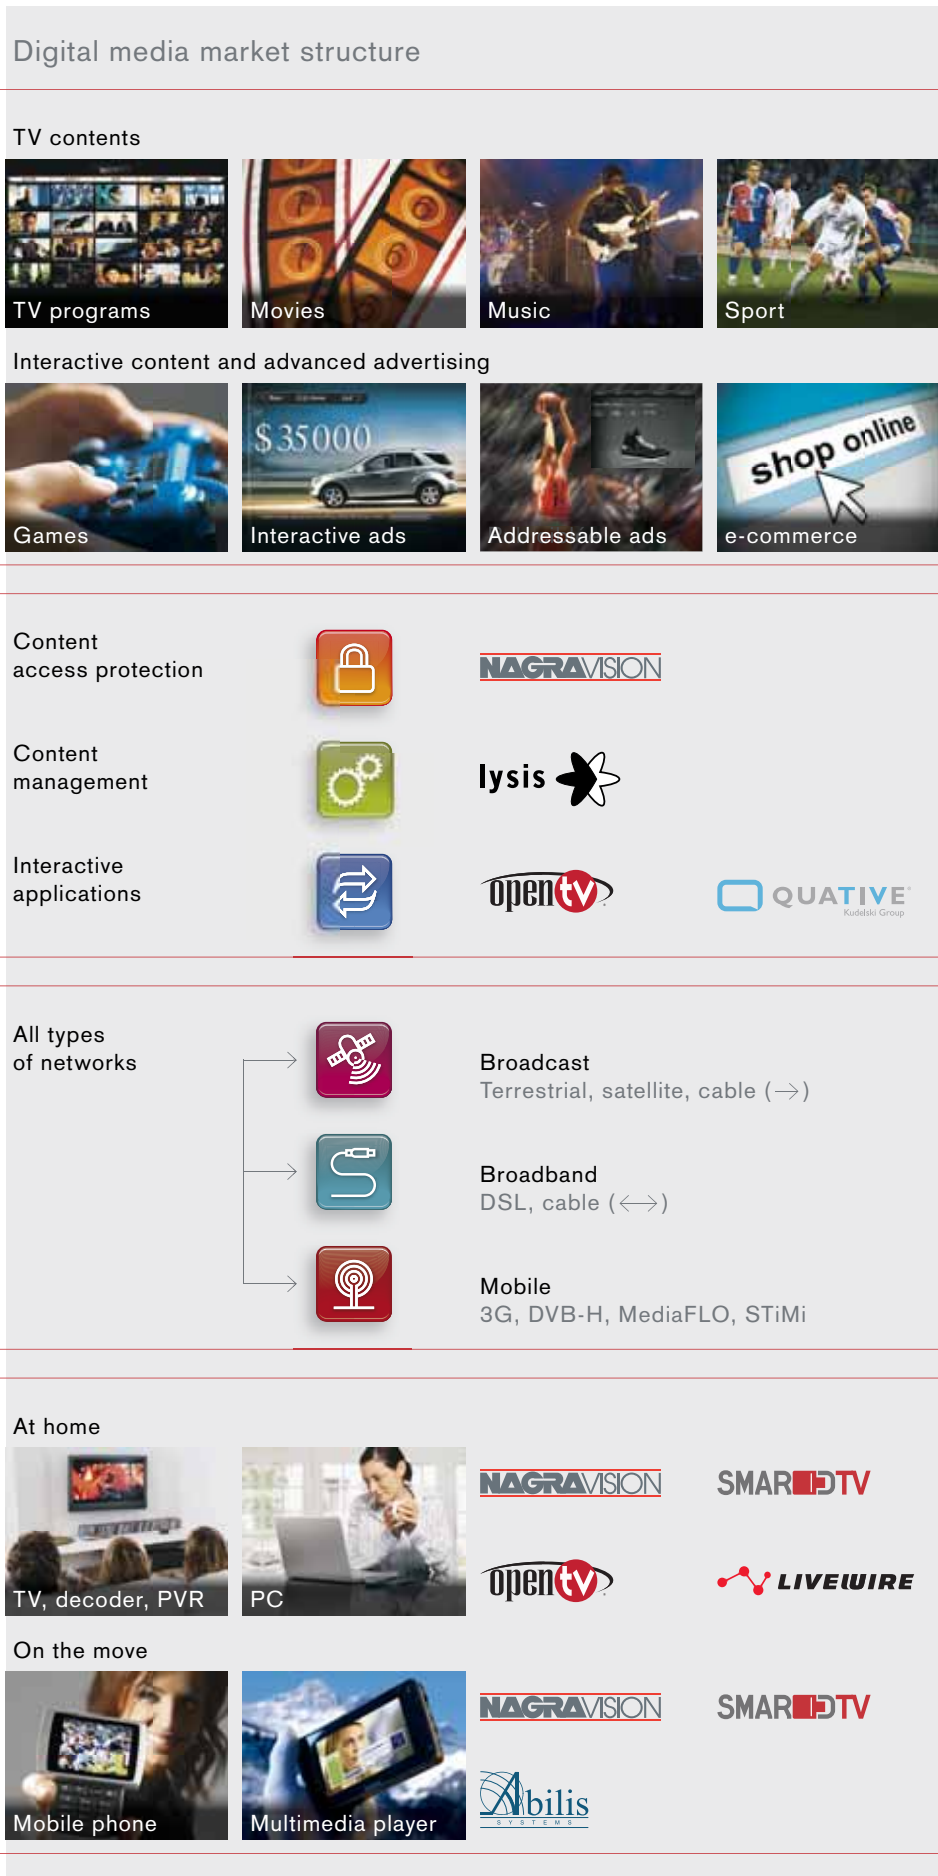 Digital media market structure
TV contents
TV programs
Movies
Music
Sport
Interactive content and advanced advertising
$35000
shop online
Games
Interactive ads
Addressable ads
e-commerce
Content
access protection
NAGRAVISION
Content
management
lysis
Interactive
applications
opentv
QUATIVE
Kudelski Group
All types
of networks
Broadcast
Terrestrial, satellite, cable (→)
Broadband
DSL, cable (↔)
Mobile
3G, DVB-H, MediaFLO, STiMi
At home
NAGRAVISION
SMARDTV
opentv
LIVEWIRE
TV, decoder, PVR
PC
On the move
NAGRAVISION
SMARDTV
Abilis
SYSTEMS
Mobile phone
Multimedia player